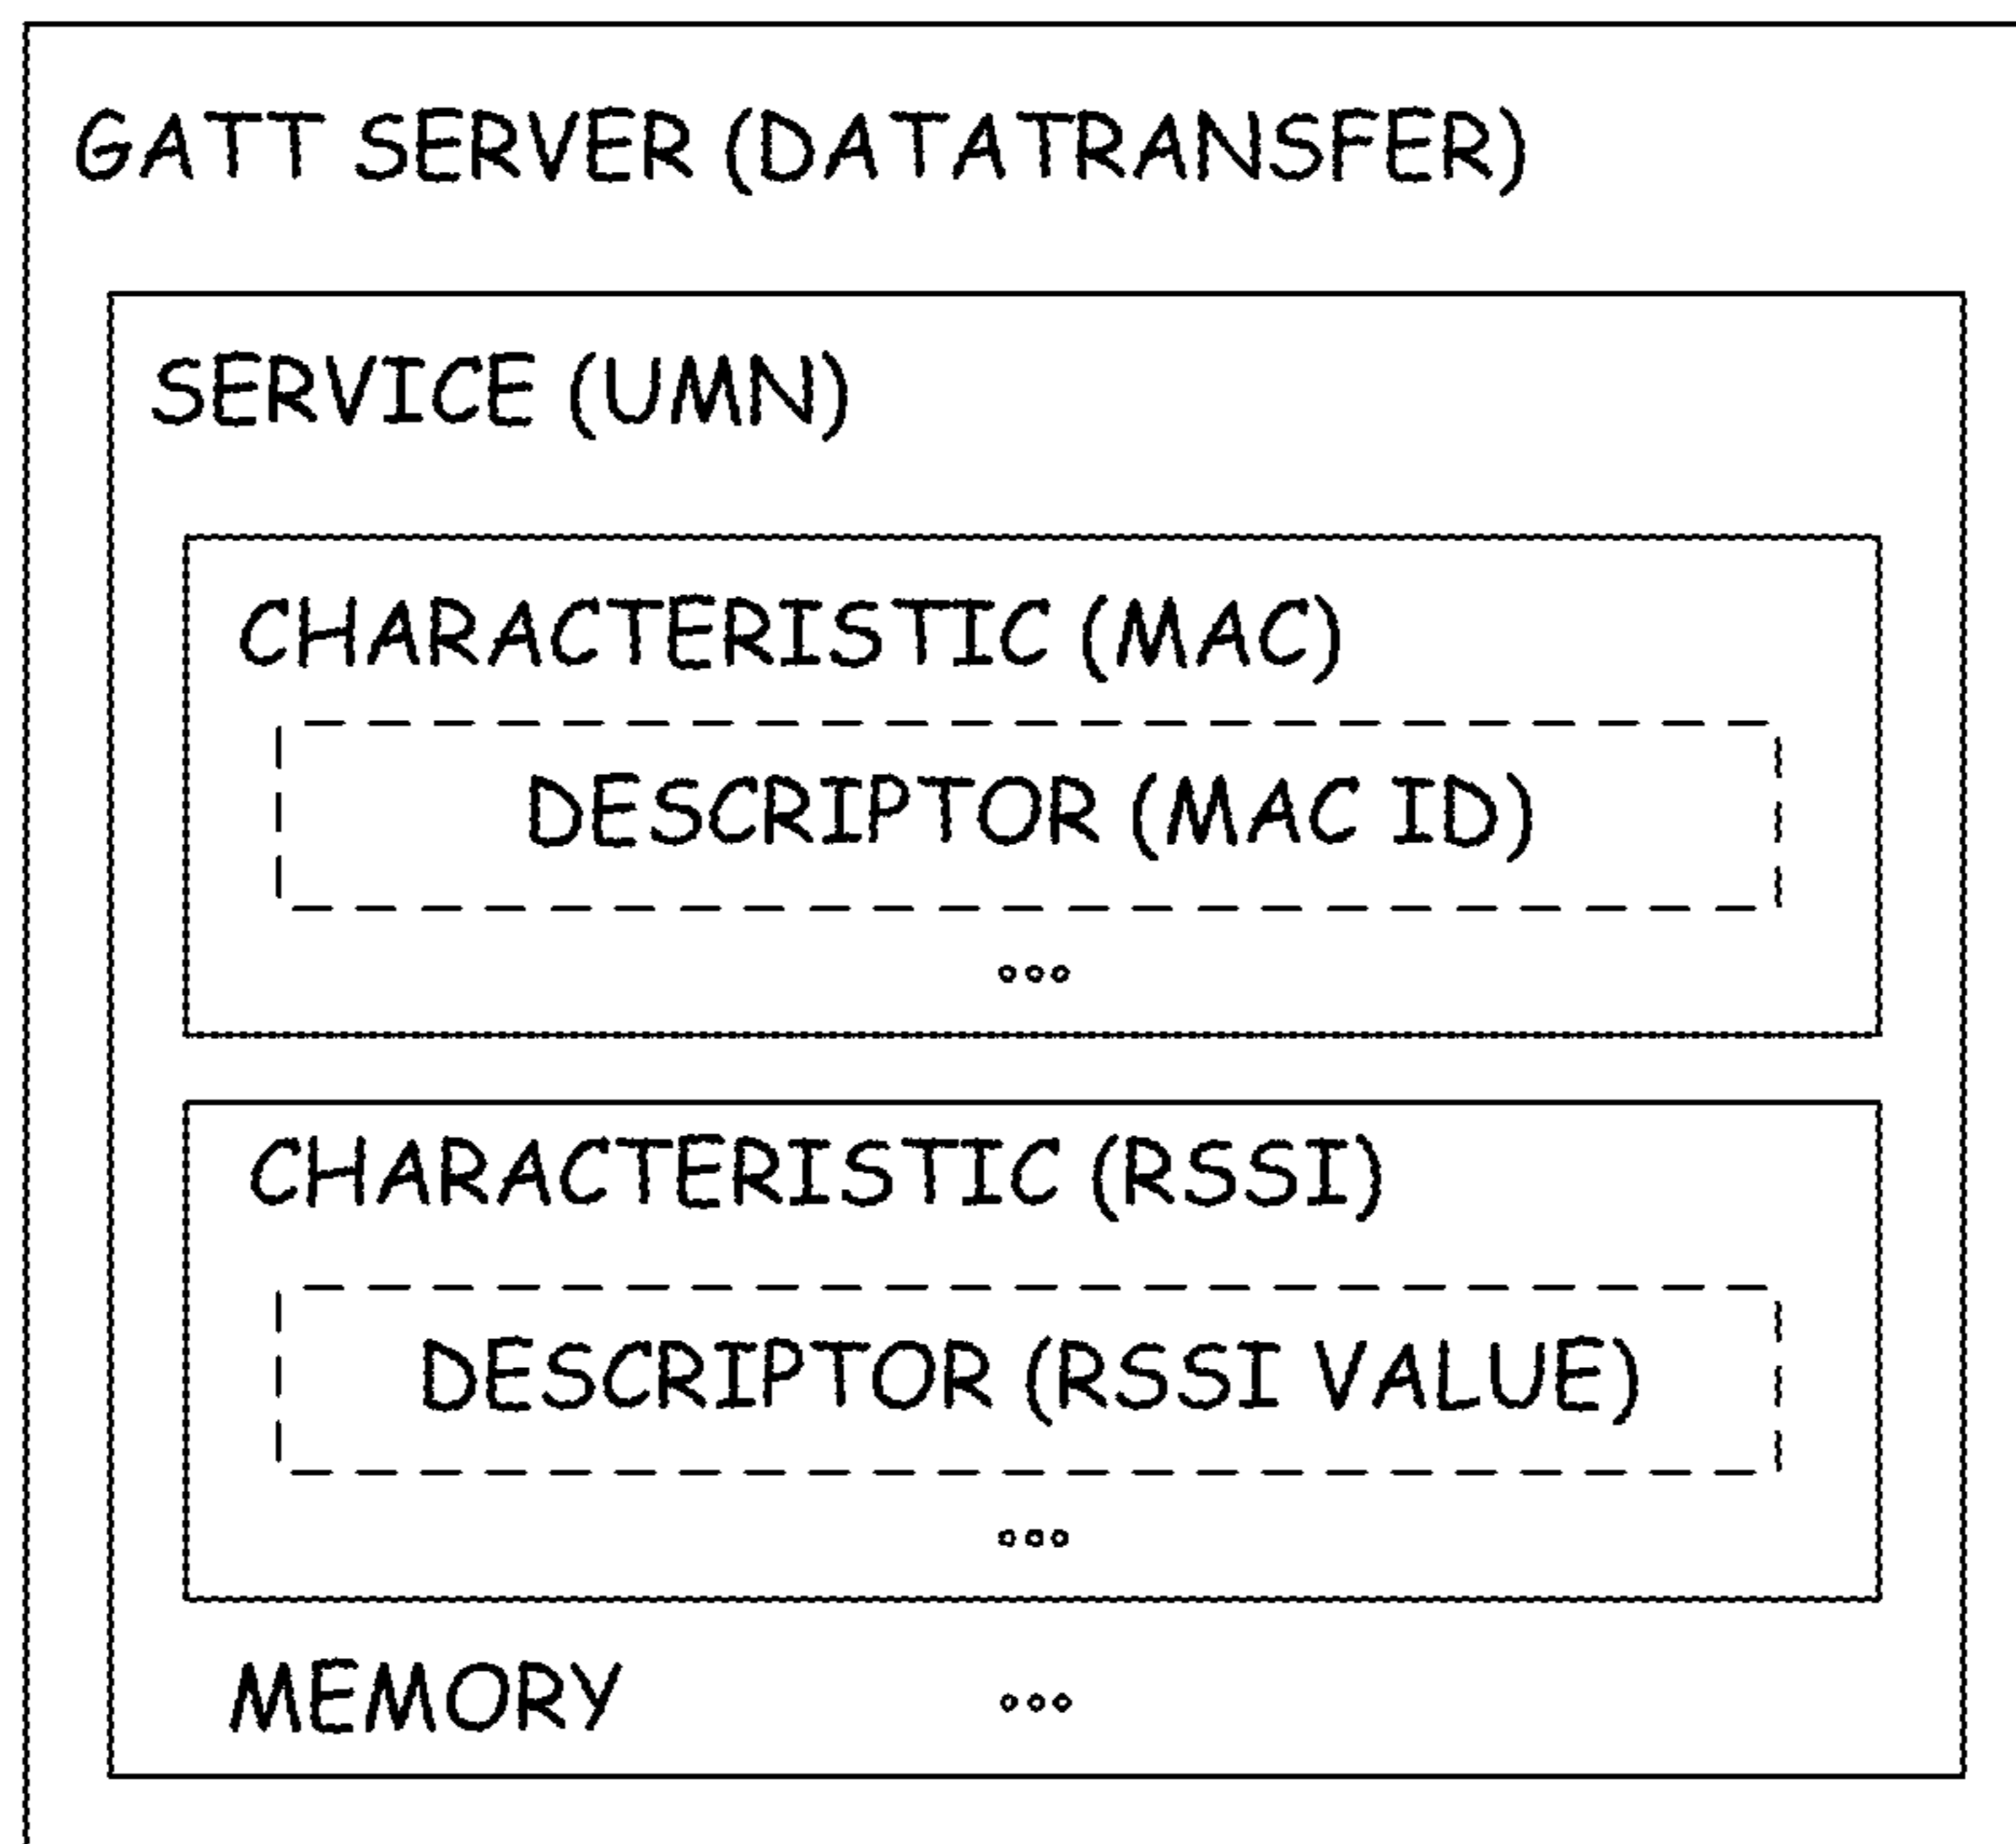 GATT SERVER (DATATRANSFER)
SERVICE (UMN)
CHARACTERISTIC (MAC)
DESCRIPTOR (MAC ID)
...
CHARACTERISTIC (RSSI)
DESCRIPTOR (RSSI VALUE)
...
MEMORY ...